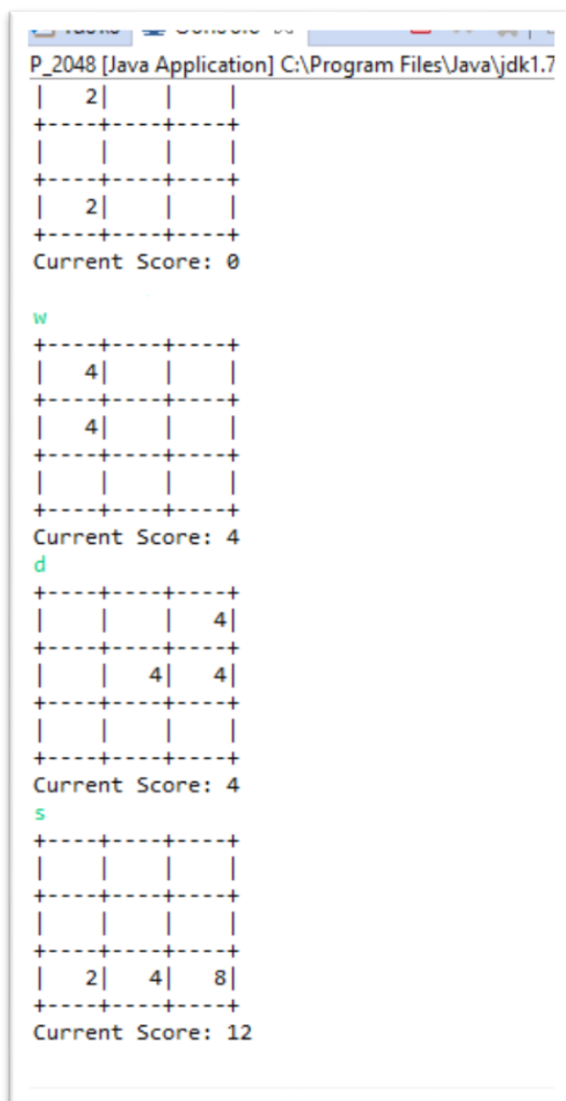 P_2048 [Java Application] C:\Program Files\Java\jdk1.7
|   2|    |    |
+----+----+----+
|    |    |    |
+----+----+----+
|   2|    |    |
+----+----+----+
Current Score: 0
w
+----+----+----+
|   4|    |    |
+----+----+----+
|   4|    |    |
+----+----+----+
|    |    |    |
+----+----+----+
Current Score: 4
d
+----+----+----+
|    |    |   4|
+----+----+----+
|    |   4|   4|
+----+----+----+
|    |    |    |
+----+----+----+
Current Score: 4
s
+----+----+----+
|    |    |    |
+----+----+----+
|    |    |    |
+----+----+----+
|   2|   4|   8|
+----+----+----+
Current Score: 12